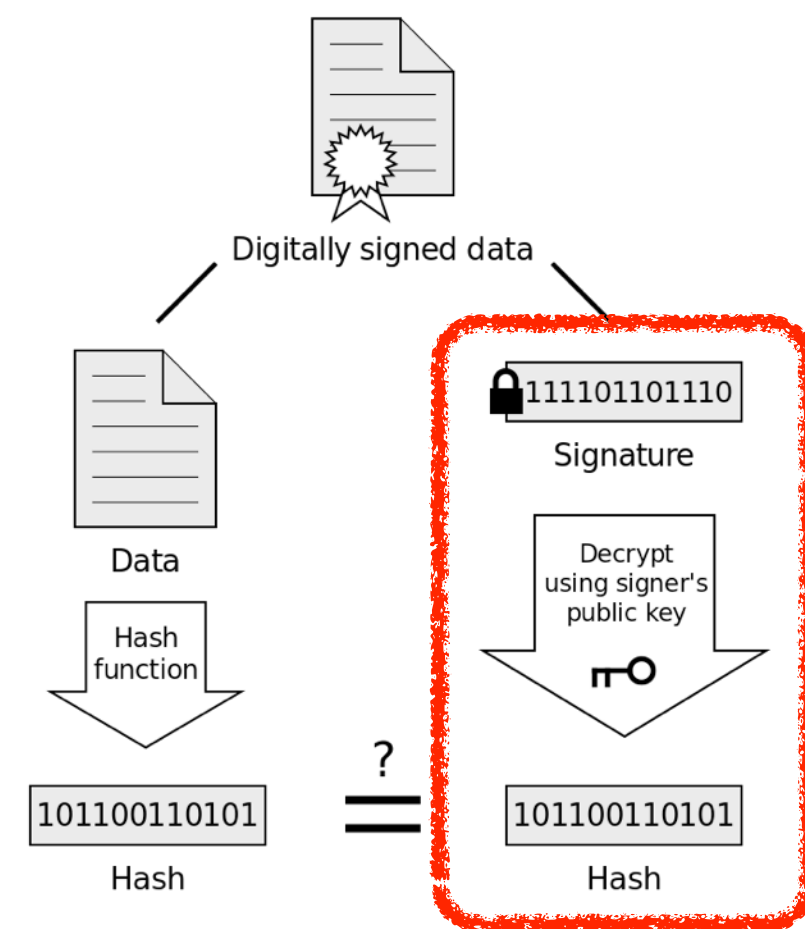 Digitally signed data
111101101110
Signature
Data
Decrypt
using signer's
public key
Hash
function
?
101100110101
101100110101
Hash
Hash